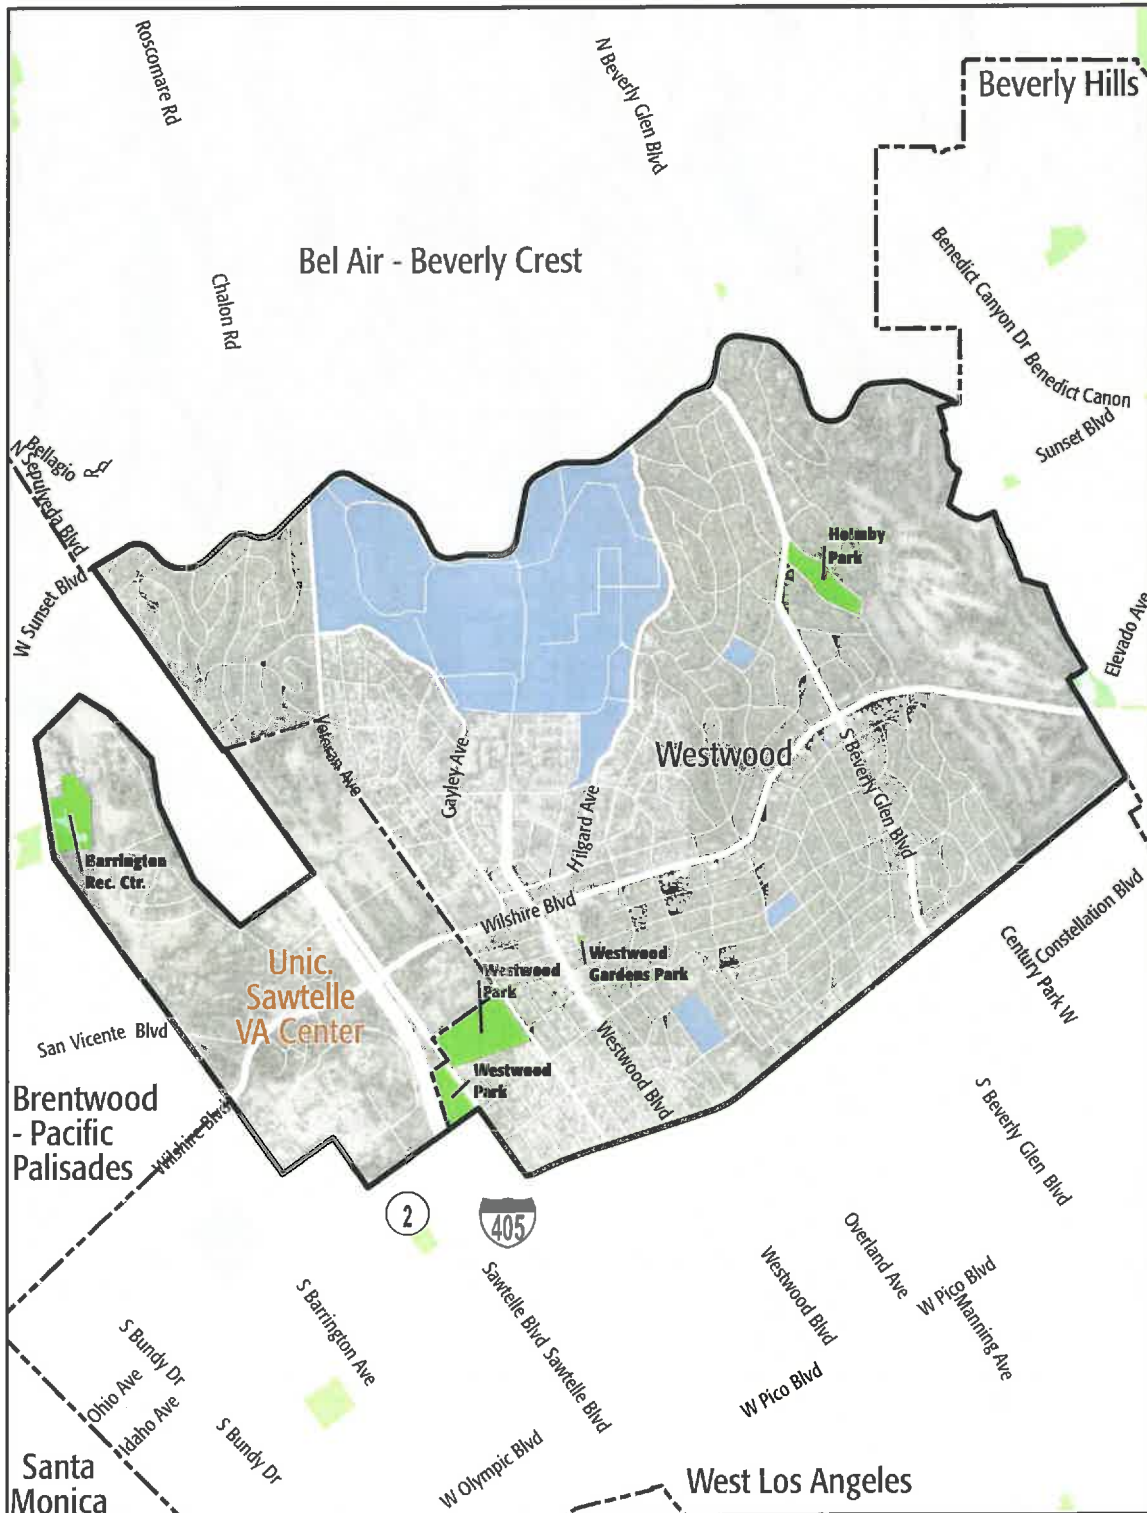 Roscomare Rd
N Beverly Glen Blvd
Beverly Hills
Bel Air - Beverly Crest
Chalon Rd
Benedict Canyon Dr
Benedict Canon
Sunset Blvd
Bellagio
Rd
N Sepulveda Blvd
W Sunset Blvd
Holmby
Park
Elevado Ave
Veteran Ave
Gayley Ave
Hilgard Ave
Westwood
S Beverly Glen Blvd
Barrington
Rec. Ctr.
Wilshire Blvd
Westwood
Gardens Park
Westwood
Park
Constellation Blvd
Century Park W
Unic.
Sawtelle
VA Center
San Vicente Blvd
Westwood
Park
Westwood Blvd
Brentwood
- Pacific
Palisades
Wilshire Blvd
S Beverly Glen Blvd
2
405
Overland Ave
W Pico Blvd
Manning Ave
Westwood Blvd
Sawtelle Blvd
Sawtelle Blvd
S Barrington Ave
S Bundy Dr
Ohio Ave
Idaho Ave
S Bundy Dr
W Pico Blvd
W Olympic Blvd
Santa
Monica
West Los Angeles